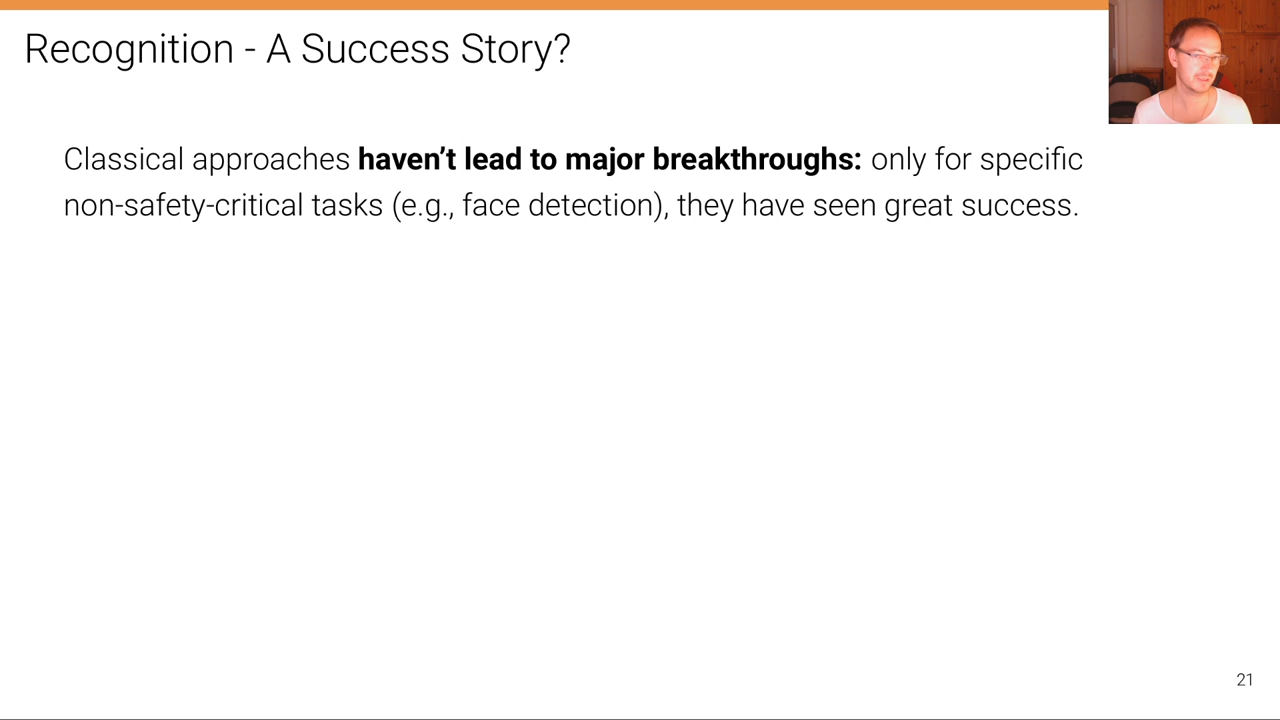 Recognition - A Success Story?
Classical approaches haven’t lead to major breakthroughs: only for specific
non-safety-critical tasks (e.g., face detection), they have seen great success.
21